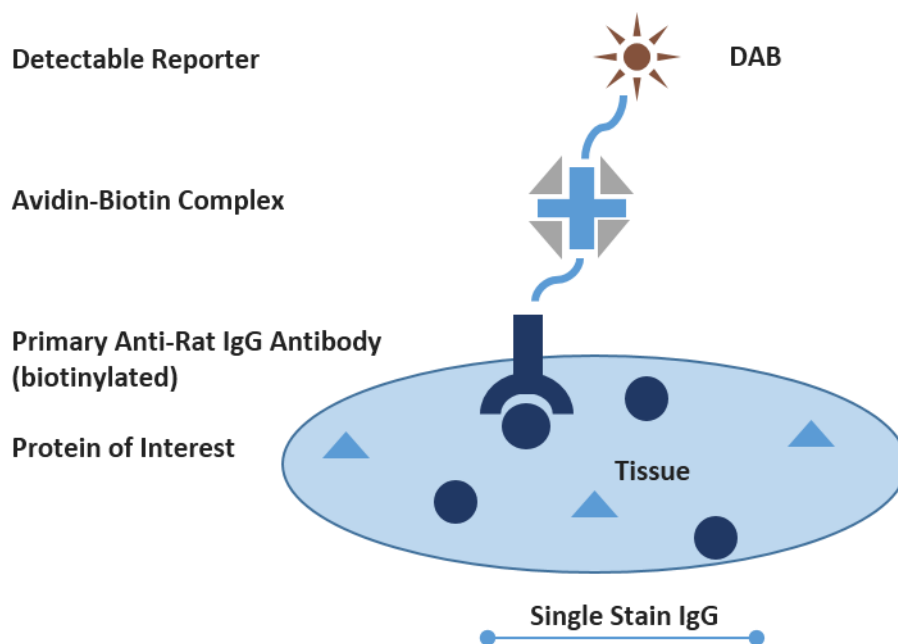 Detectable Reporter
DAB
Avidin-Biotin Complex
Primary Anti-Rat IgG Antibody
(biotinylated)
Protein of Interest
Tissue
Single Stain IgG